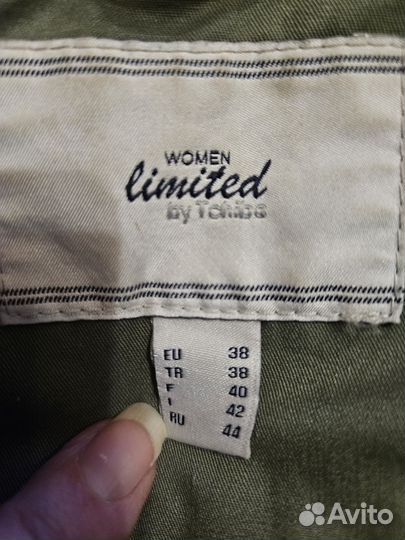 WOMEN
limited
by Tchibo
EU 38
TR 38
F 40
I 42
RU 44
Avito